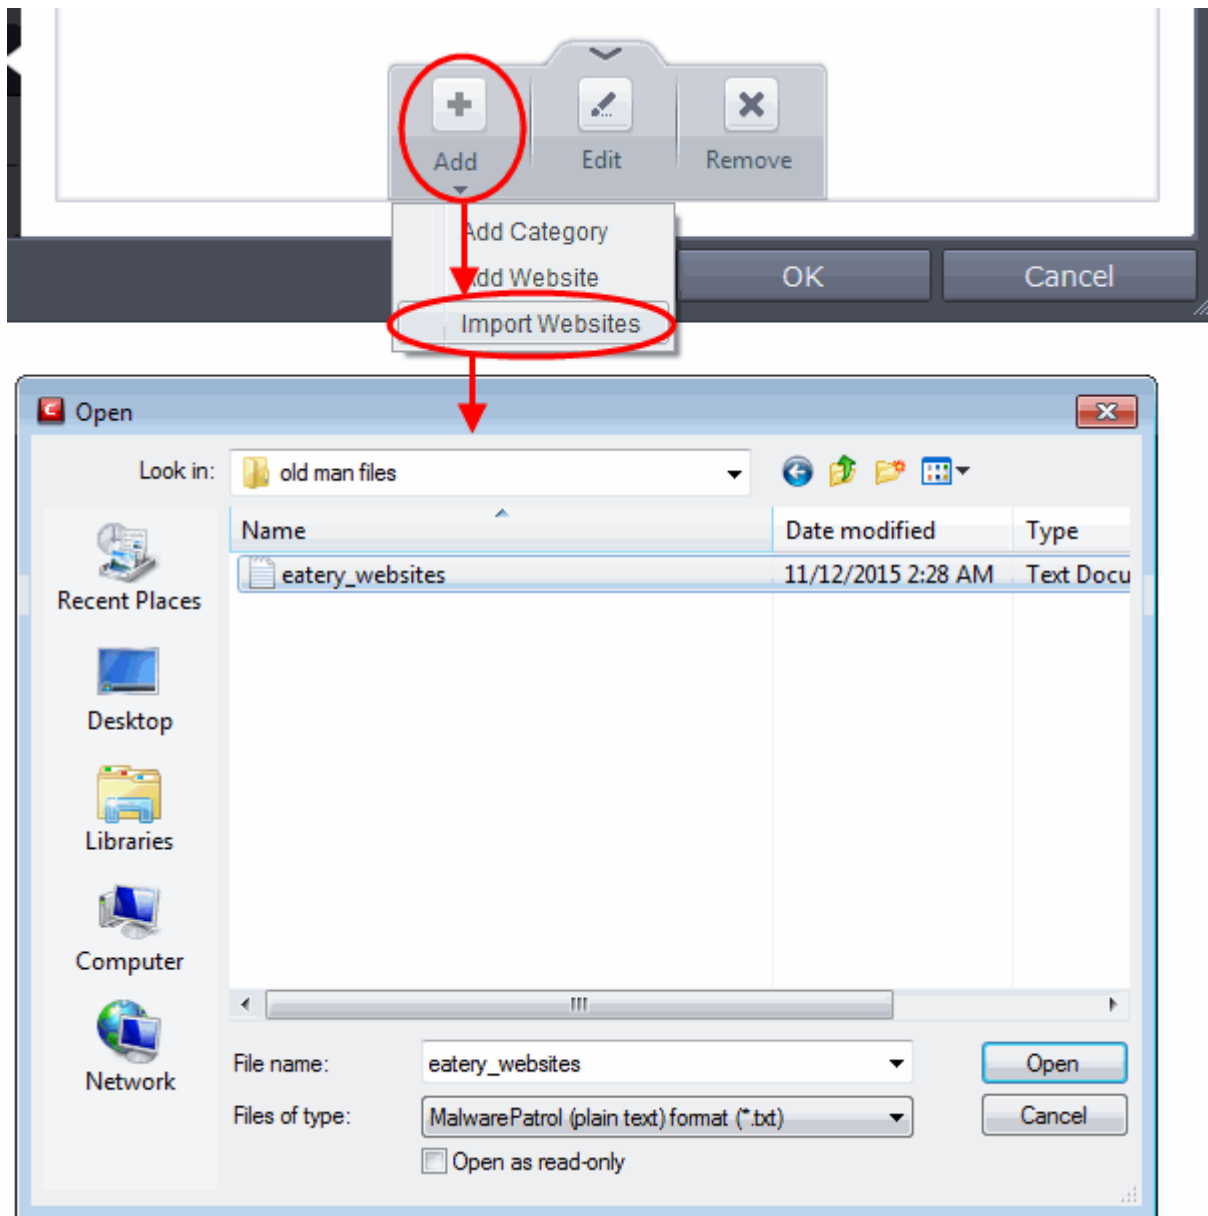 Add Edit Remove
Add Category
Add Website
Import Websites
OK Cancel
Open
Look in: old man files
Name Date modified Type
eatery_websites 11/12/2015 2:28 AM Text Docu
Recent Places
Desktop
Libraries
Computer
Network
File name: eatery_websites Open
Files of type: MalwarePatrol (plain text) format (*.txt) Cancel
Open as read-only